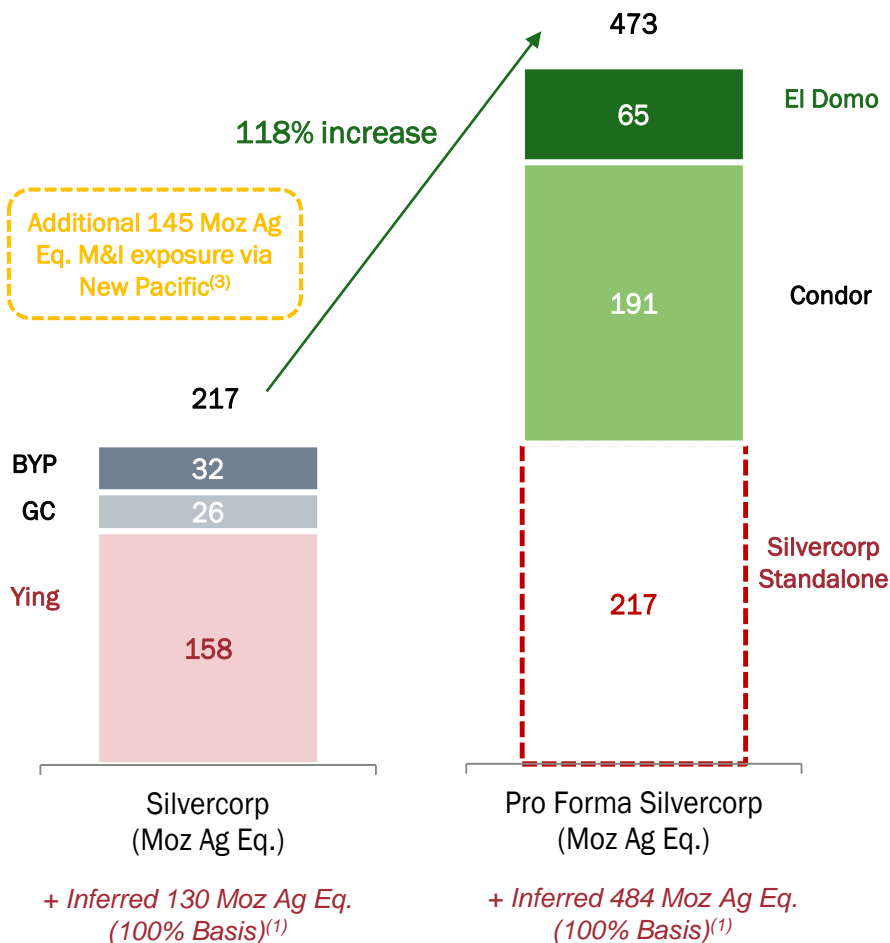 473
El Domo
65
118% increase
Additional 145 Moz Ag
Eq. M&I exposure via
New Pacific(3)
Condor
191
217
BYP
32
GC
26
Ying
158
Silvercorp
Standalone
217
Silvercorp
(Moz Ag Eq.)
Pro Forma Silvercorp
(Moz Ag Eq.)
+ Inferred 130 Moz Ag Eq.
(100% Basis)(1)
+ Inferred 484 Moz Ag Eq.
(100% Basis)(1)